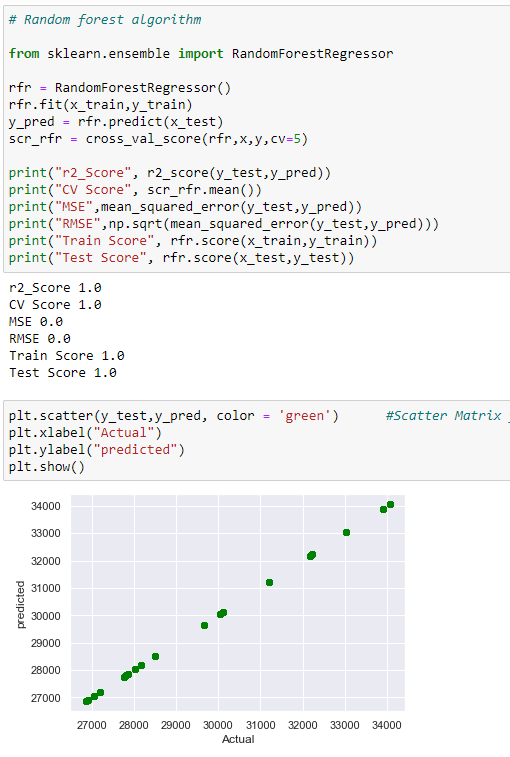 # Random forest algorithm
from sklearn.ensemble import RandomForestRegressor
rfr = RandomForestRegressor()
rfr.fit(x_train,y_train)
y_pred = rfr.predict(x_test)
scr_rfr = cross_val_score(rfr,x,y,cv=5)
print("r2_Score", r2_score(y_test,y_pred))
print("CV Score", scr_rfr.mean())
print("MSE",mean_squared_error(y_test,y_pred))
print("RMSE",np.sqrt(mean_squared_error(y_test,y_pred)))
print("Train Score", rfr.score(x_train,y_train))
print("Test Score", rfr.score(x_test,y_test))
r2_Score 1.0
CV Score 1.0
MSE 0.0
RMSE 0.0
Train Score 1.0
Test Score 1.0
plt.scatter(y_test,y_pred, color = 'green') #Scatter Matrix
plt.xlabel("Actual")
plt.ylabel("predicted")
plt.show()
34000
33000
32000
31000
30000
29000
28000
27000
predicted
27000 28000 29000 30000 31000 32000 33000 34000
Actual